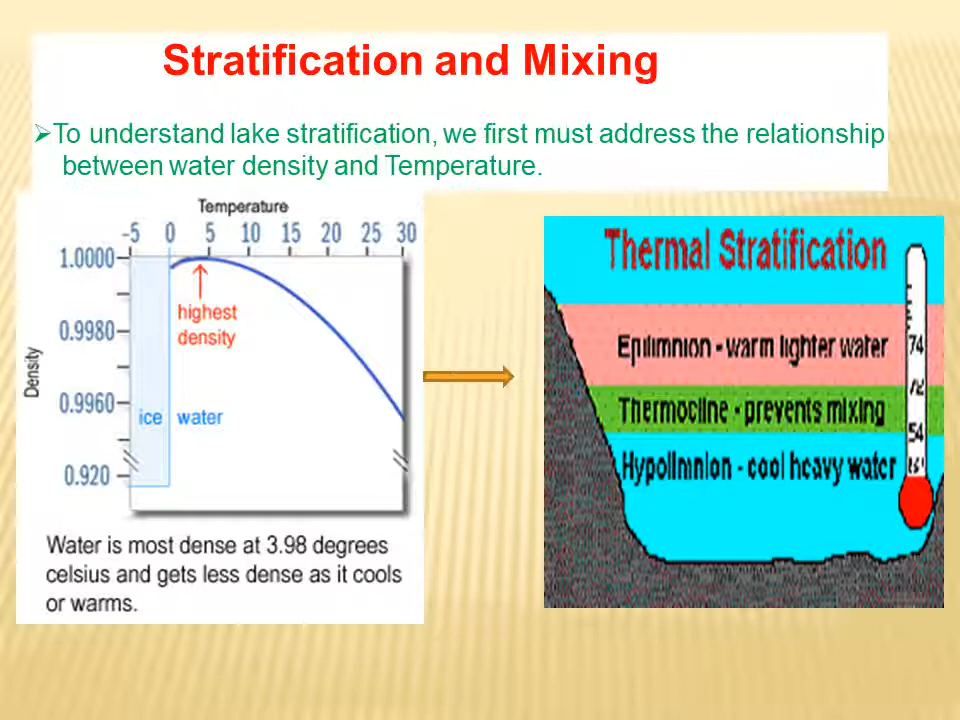 Stratification and Mixing
➢To understand lake stratification, we first must address the relationship
between water density and Temperature.
Temperature
-5 0 5 10 15 20 25 30
1.0000
highest
density
0.9980
Density
0.9960
ice water
0.920
Water is most dense at 3.98 degrees
celsius and gets less dense as it cools
or warms.
Thermal Stratification
Epilimnion - warm lighter water
74
Thermocline - prevents mixing
54
Hypolimnion - cool heavy water